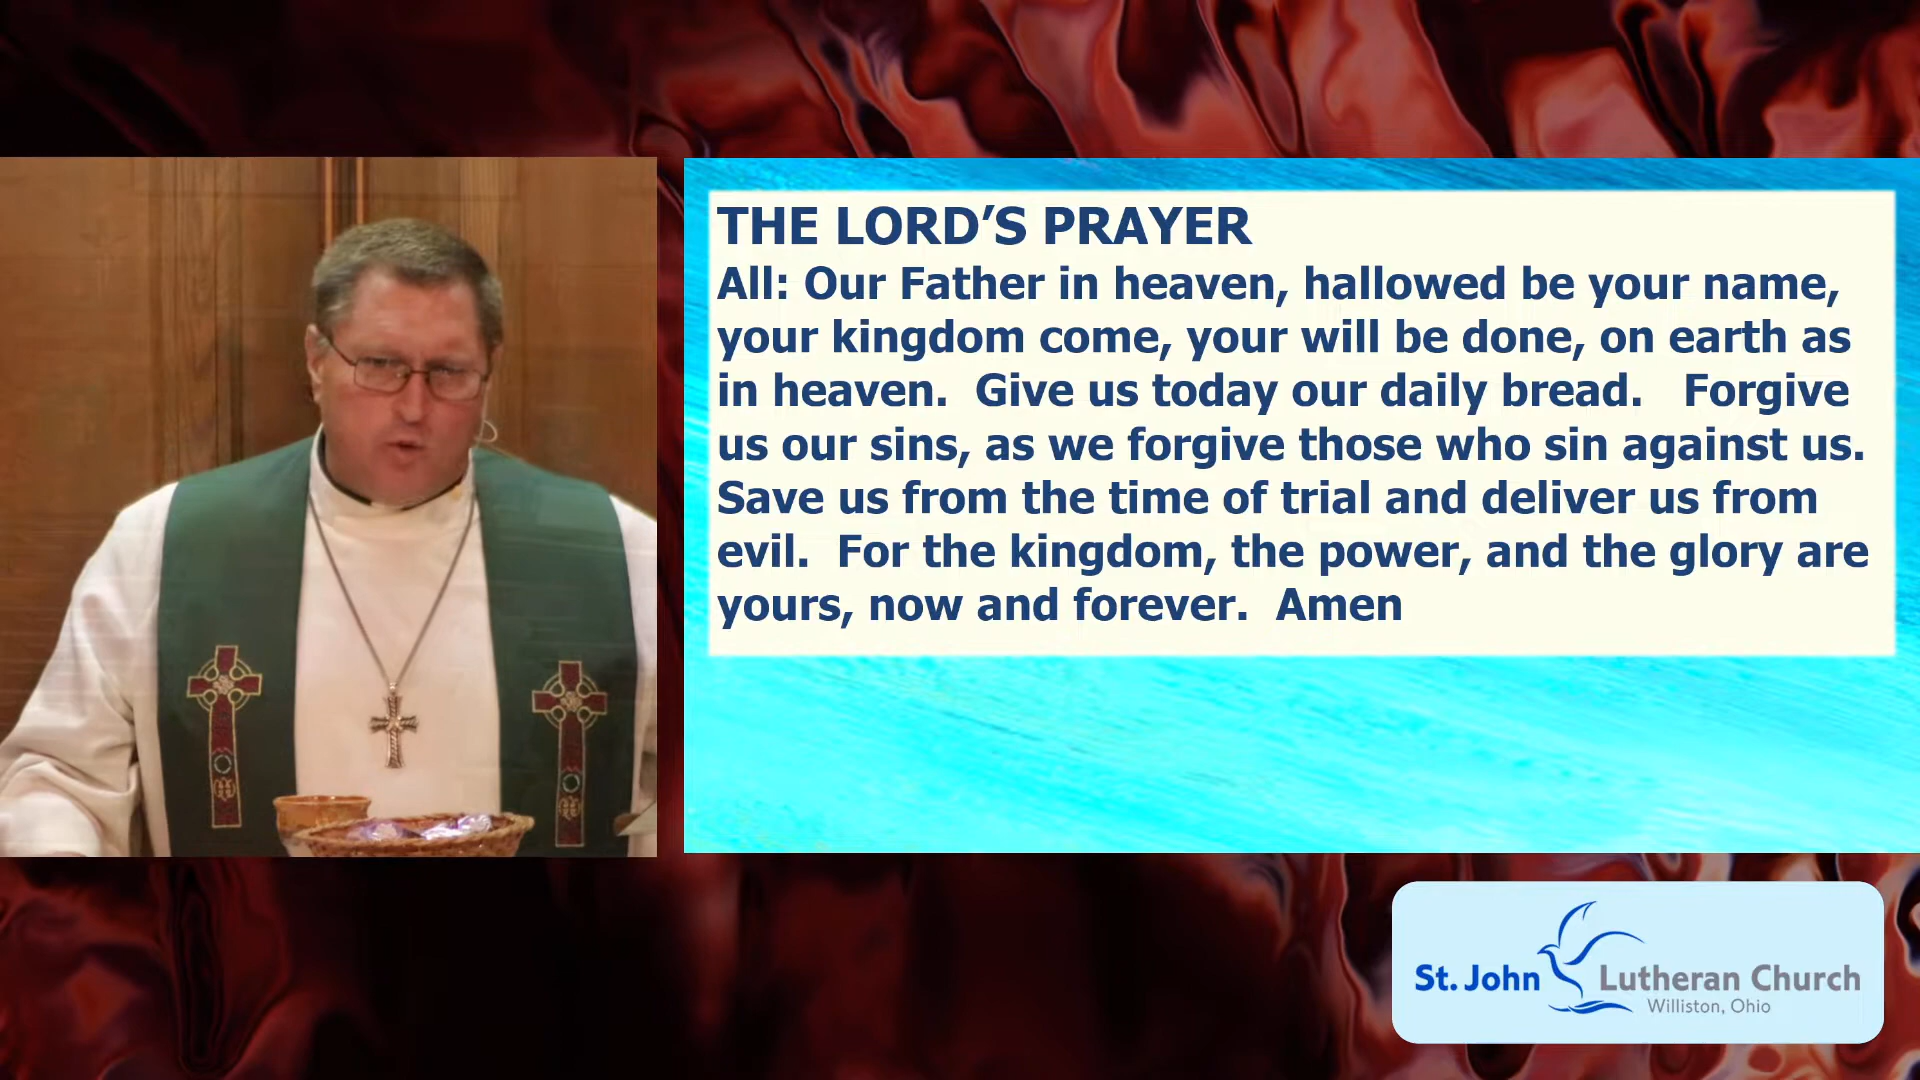 THE LORD’S PRAYER
All: Our Father in heaven, hallowed be your name,
your kingdom come, your will be done, on earth as
in heaven.  Give us today our daily bread.   Forgive
us our sins, as we forgive those who sin against us.
Save us from the time of trial and deliver us from
evil.  For the kingdom, the power, and the glory are
yours, now and forever.  Amen
St. John Lutheran Church
Williston, Ohio